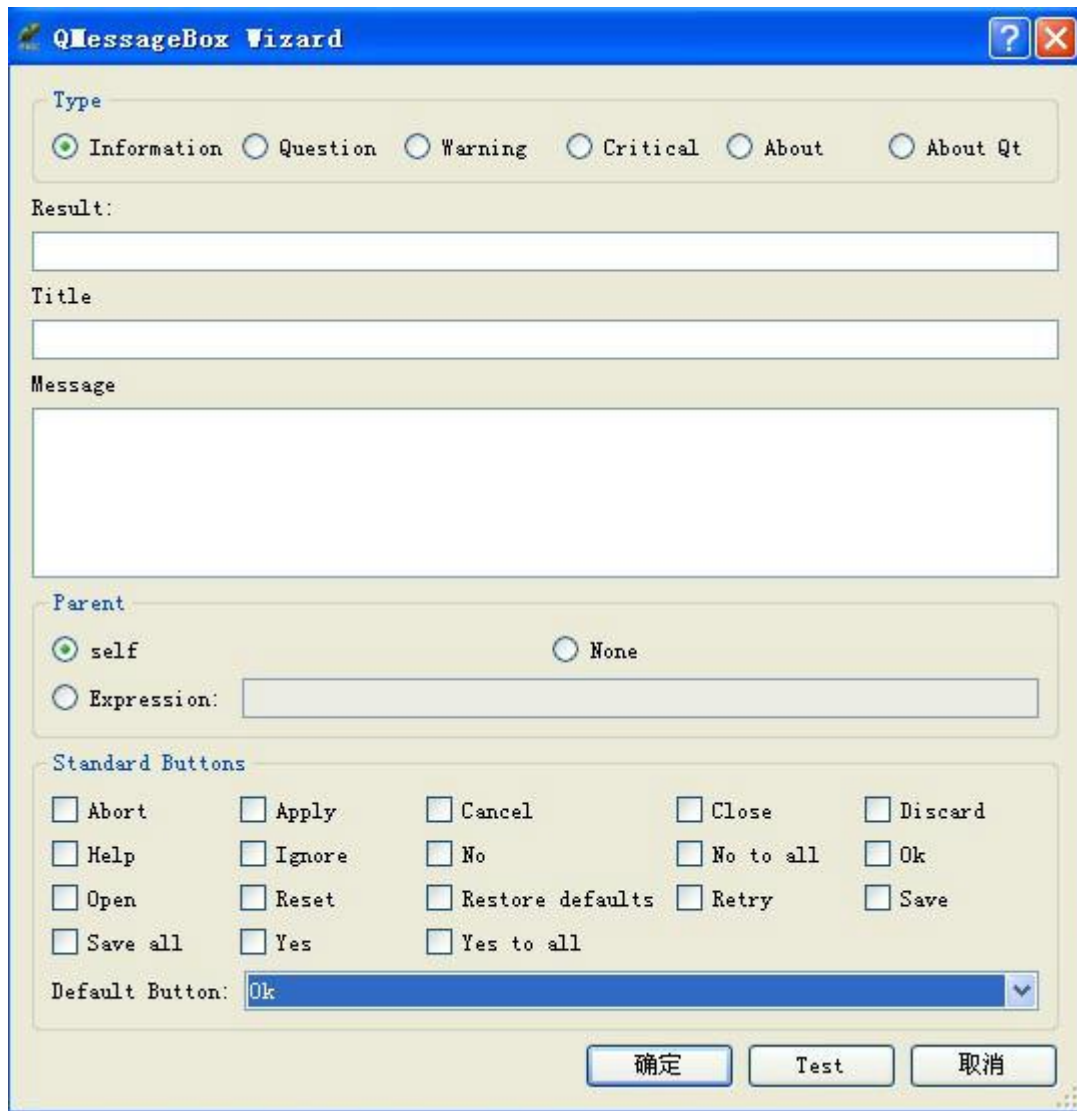 QMessageBox Wizard
Type
Information Question Warning Critical About About Qt
Result:
Title
Message
Parent
self None
Expression:
Standard Buttons
Abort Apply Cancel Close Discard
Help Ignore No No to all Ok
Open Reset Restore defaults Retry Save
Save all Yes Yes to all
Default Button: Ok
确定 Test 取消